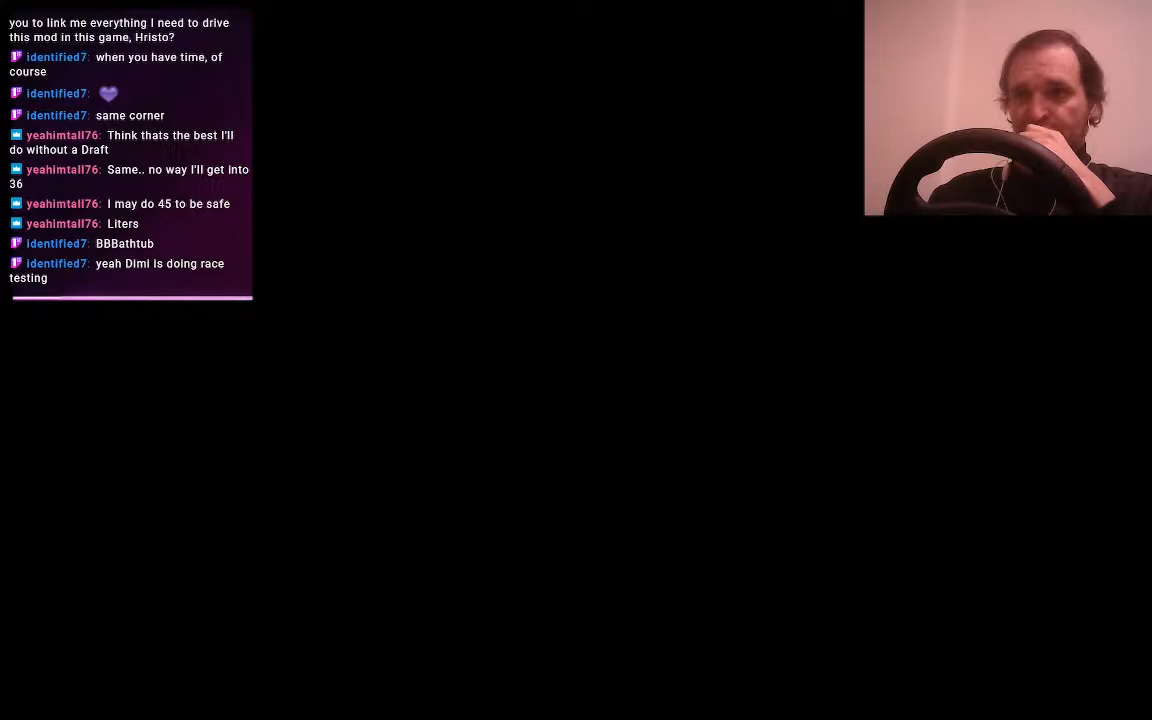 you to link me everything I need to drive
this mod in this game, Hristo?
identified7: when you have time, of
course
identified7:
identified7: same corner
yeahimtall76: Think thats the best I'll
do without a Draft
yeahimtall76: Same.. no way I'll get into
36
yeahimtall76: I may do 45 to be safe
yeahimtall76: Liters
identified7: BBBathtub
identified7: yeah Dimi is doing race
testing